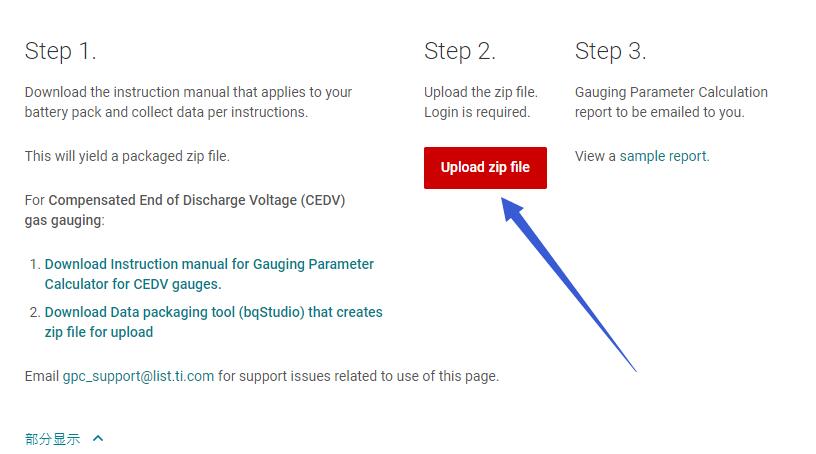 Step 1.
Download the instruction manual that applies to your
battery pack and collect data per instructions.
This will yield a packaged zip file.
For Compensated End of Discharge Voltage (CEDV)
gas gauging:
1. Download Instruction manual for Gauging Parameter
Calculator for CEDV gauges.
2. Download Data packaging tool (bqStudio) that creates
zip file for upload
Email gpc_support@list.ti.com for support issues related to use of this page.
部分显示
Step 2.
Upload the zip file.
Login is required.
Upload zip file
Step 3.
Gauging Parameter Calculation
report to be emailed to you.
View a sample report.